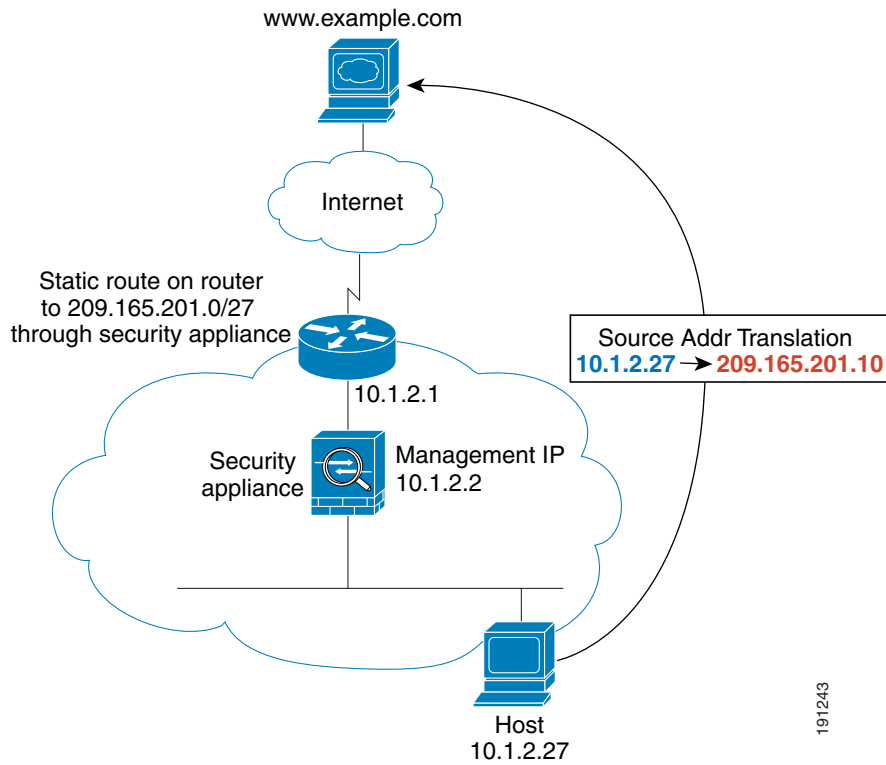 www.example.com
Internet
Static route on router
to 209.165.201.0/27
through security appliance
Source Addr Translation
10.1.2.27 209.165.201.10
10.1.2.1
Security
appliance
Management IP
10.1.2.2
Host
10.1.2.27
191243